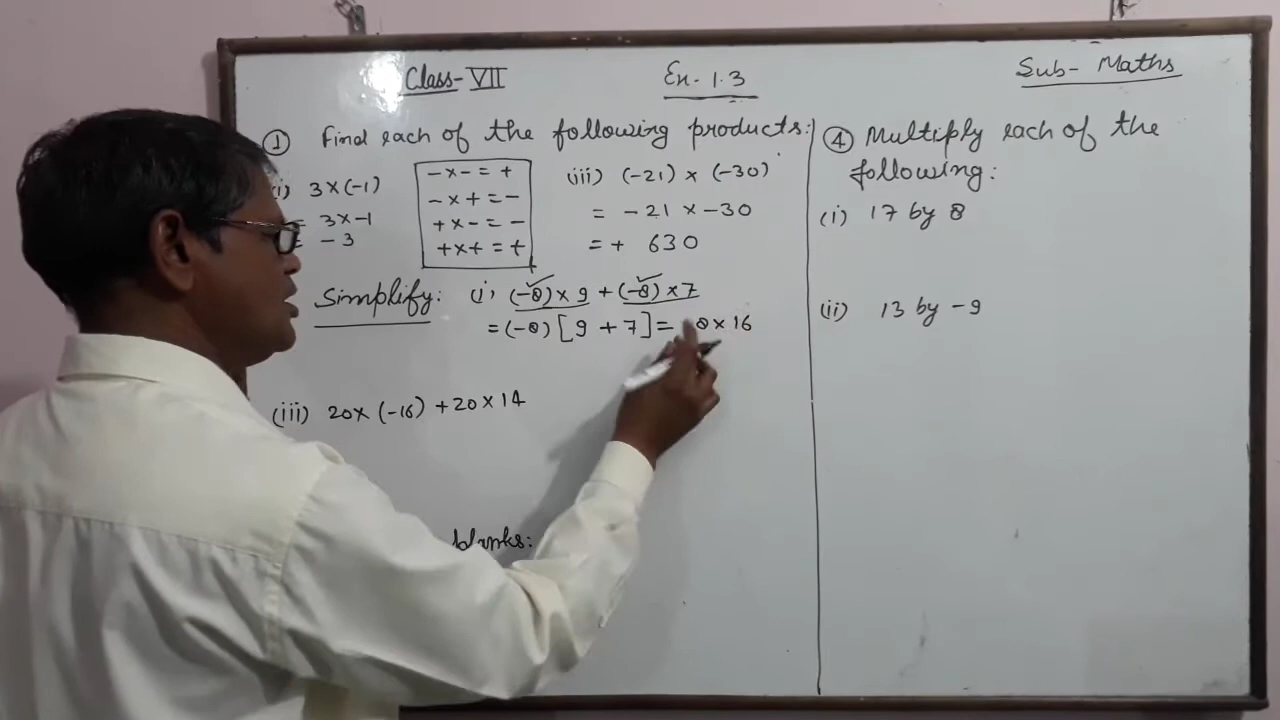 Class-VII
Ex- 1.3
Sub- Maths
① Find each of the following products:
(i) 3×(-1)
= 3×-1
= -3
-×- = +
-×+ = -
+×- = -
+×+ = +
(iii) (-21) × (-30)
= -21 × -30
= + 630
Simplify: (i) (-8)×9 + (-8)×7
= (-8) [9 + 7] = 8×16
(iii) 20×(-16) +20×14
blanks:
④ Multiply each of the
following:
(i) 17 by 8
(ii) 13 by -9